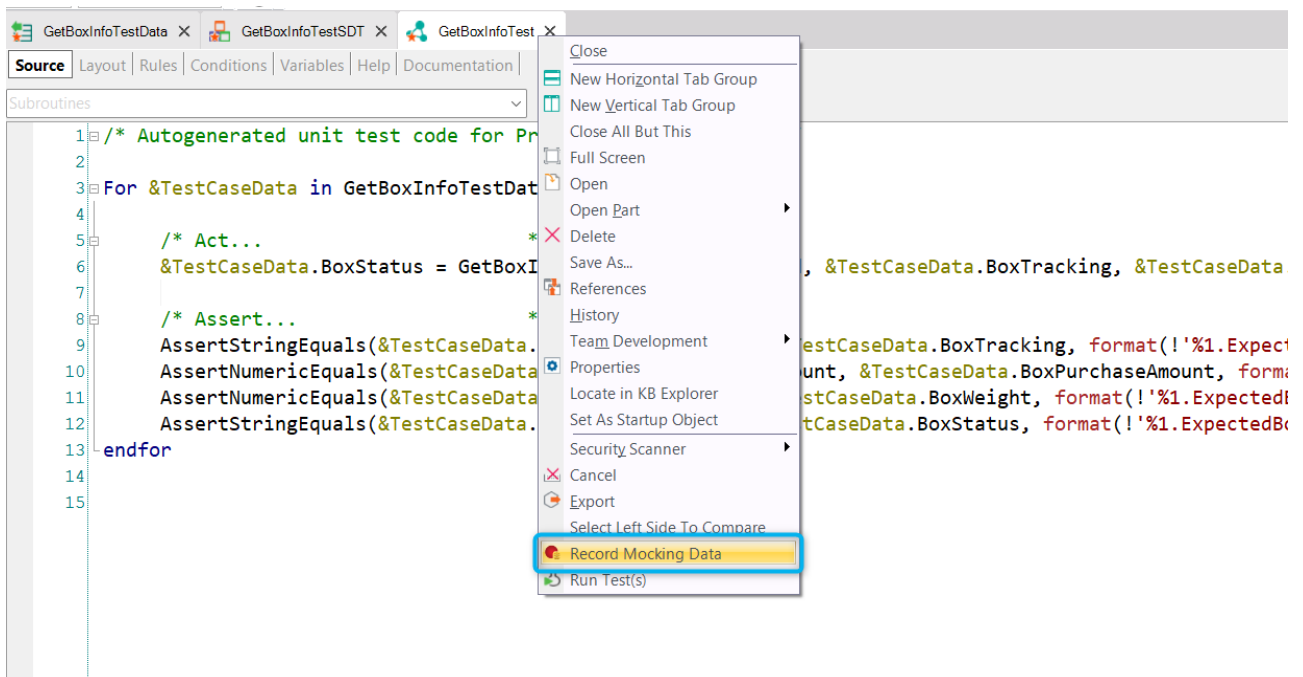 GetBoxInfoTestData GetBoxInfoTestSDT GetBoxInfoTest
Source Layout Rules Conditions Variables Help Documentation
Subroutines
1 /* Autogenerated unit test code for Pr
2
3 For &TestCaseData in GetBoxInfoTestDat
4
5 /* Act... *
6 &TestCaseData.BoxStatus = GetBoxI , &TestCaseData.BoxTracking, &TestCaseData
7
8 /* Assert... *
9 AssertStringEquals(&TestCaseData. estCaseData.BoxTracking, format(!'%1.Expect
10 AssertNumericEquals(&TestCaseData unt, &TestCaseData.BoxPurchaseAmount, forma
11 AssertNumericEquals(&TestCaseData stCaseData.BoxWeight, format(!'%1.Expected
12 AssertStringEquals(&TestCaseData. tCaseData.BoxStatus, format(!'%1.ExpectedBo
13 endfor
14
15
Close
New Horizontal Tab Group
New Vertical Tab Group
Close All But This
Full Screen
Open
Open Part
Delete
Save As...
References
History
Team Development
Properties
Locate in KB Explorer
Set As Startup Object
Security Scanner
Cancel
Export
Select Left Side To Compare
Record Mocking Data
Run Test(s)